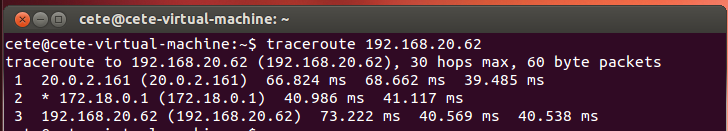 cete@cete-virtual-machine: ~
cete@cete-virtual-machine:~$ traceroute 192.168.20.62
traceroute to 192.168.20.62 (192.168.20.62), 30 hops max, 60 byte packets
 1  20.0.2.161 (20.0.2.161)  66.824 ms  68.662 ms  39.485 ms
 2  * 172.18.0.1 (172.18.0.1)  40.986 ms  41.117 ms
 3  192.168.20.62 (192.168.20.62)  73.222 ms  40.569 ms  40.538 ms